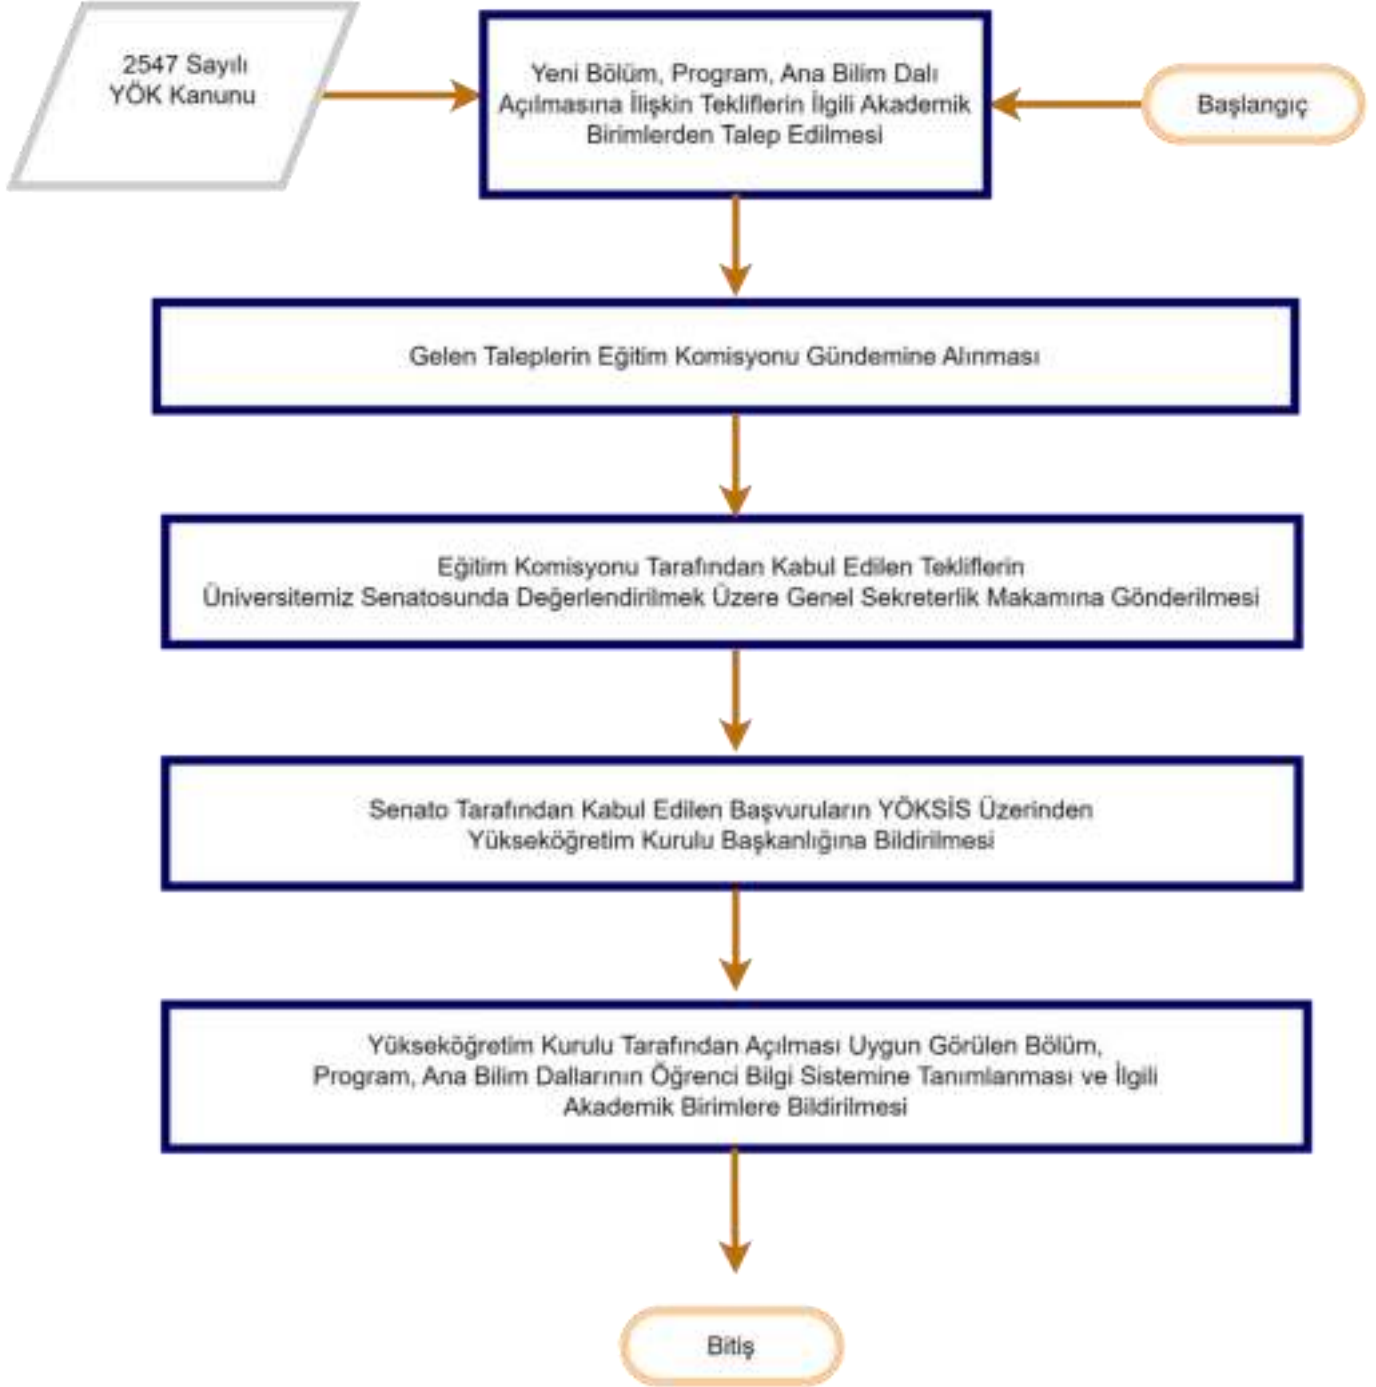 2547 Sayılı
YÖK Kanunu
Yeni Bölüm, Program, Ana Bilim Dalı
Açılmasına İlişkin Tekliflerin İlgili Akademik
Birimlerden Talep Edilmesi
Başlangıç
Gelen Taleplerin Eğitim Komisyonu Gündemine Alınması
Eğitim Komisyonu Tarafından Kabul Edilen Tekliflerin
Üniversitemiz Senatosunda Değerlendirilmek Üzere Genel Sekreterlik Makamına Gönderilmesi
Senato Tarafından Kabul Edilen Başvuruların YÖKSİS Üzerinden
Yükseköğretim Kurulu Başkanlığına Bildirilmesi
Yükseköğretim Kurulu Tarafından Açılması Uygun Görülen Bölüm,
Program, Ana Bilim Dallarının Öğrenci Bilgi Sistemine Tanımlanması ve İlgili
Akademik Birimlere Bildirilmesi
Bitiş